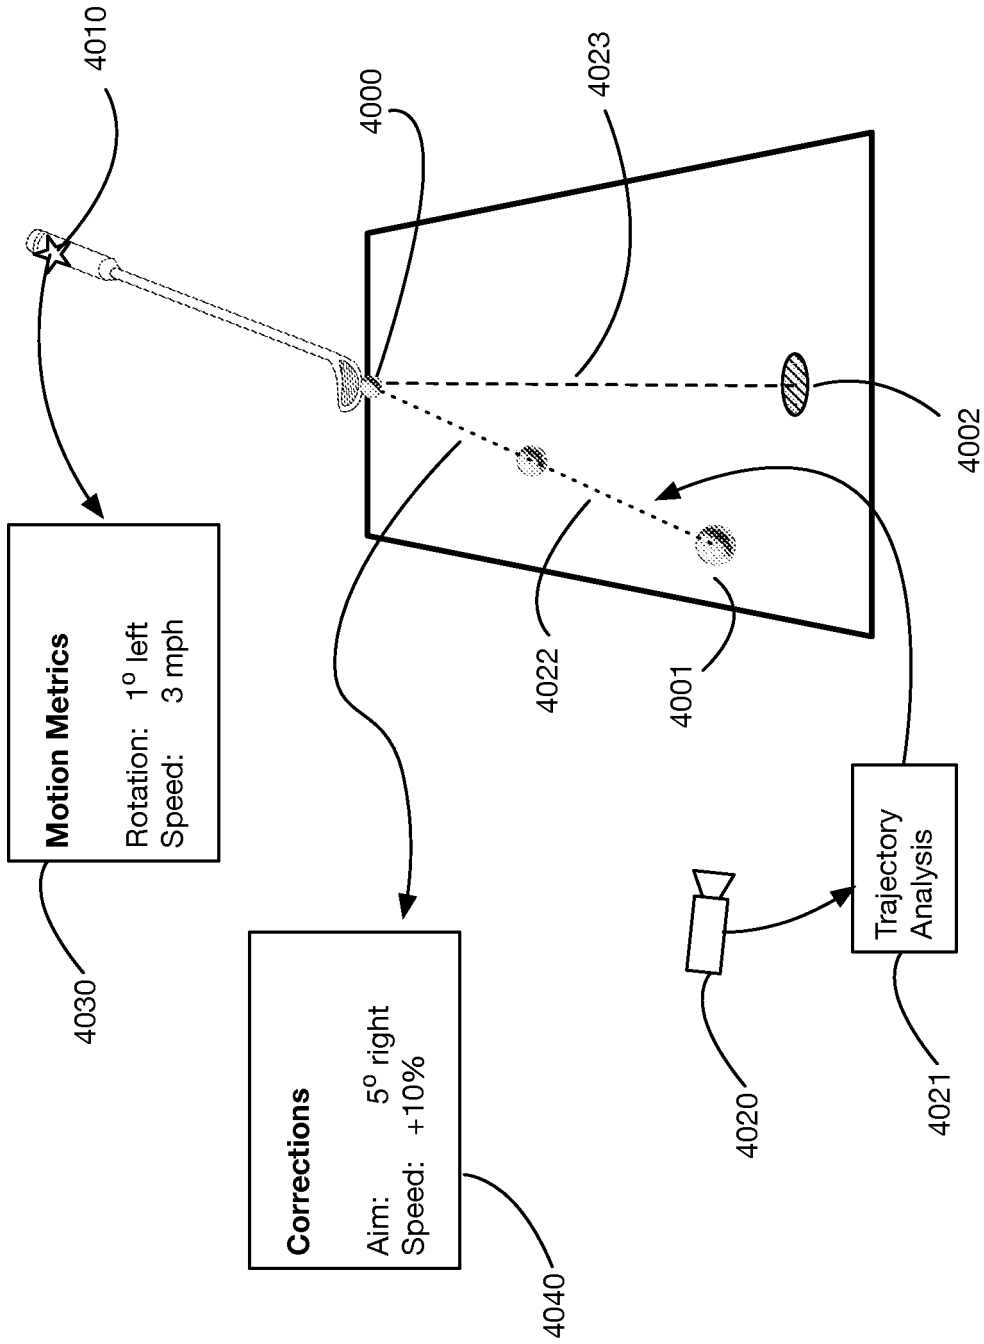 4010
4000
4023
Motion Metrics
Rotation: 1° left
Speed: 3 mph
4030
4002
4022
4001
Corrections
Aim: 5° right
Speed: +10%
4040
Trajectory
Analysis
4020
4021